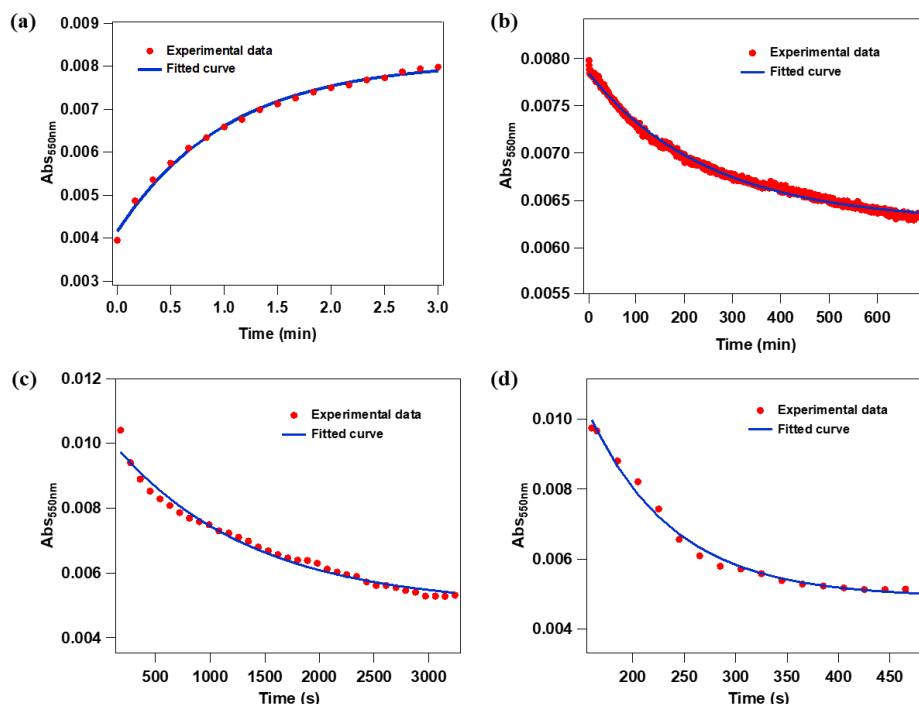 (a)
0.009
0.008
0.007
0.006
0.005
0.004
0.003
Abs550nm
Experimental data
Fitted curve
0.0
0.5
1.0
1.5
2.0
2.5
3.0
Time (min)
(b)
0.0080
0.0075
0.0070
0.0065
0.0060
0.0055
Abs550nm
Experimental data
Fitted curve
0
100
200
300
400
500
600
Time (min)
(c)
0.012
0.010
0.008
0.006
0.004
Abs550nm
Experimental data
Fitted curve
500
1000
1500
2000
2500
3000
Time (s)
(d)
0.010
0.008
0.006
0.004
Abs550nm
Experimental data
Fitted curve
200
250
300
350
400
450
Time (s)